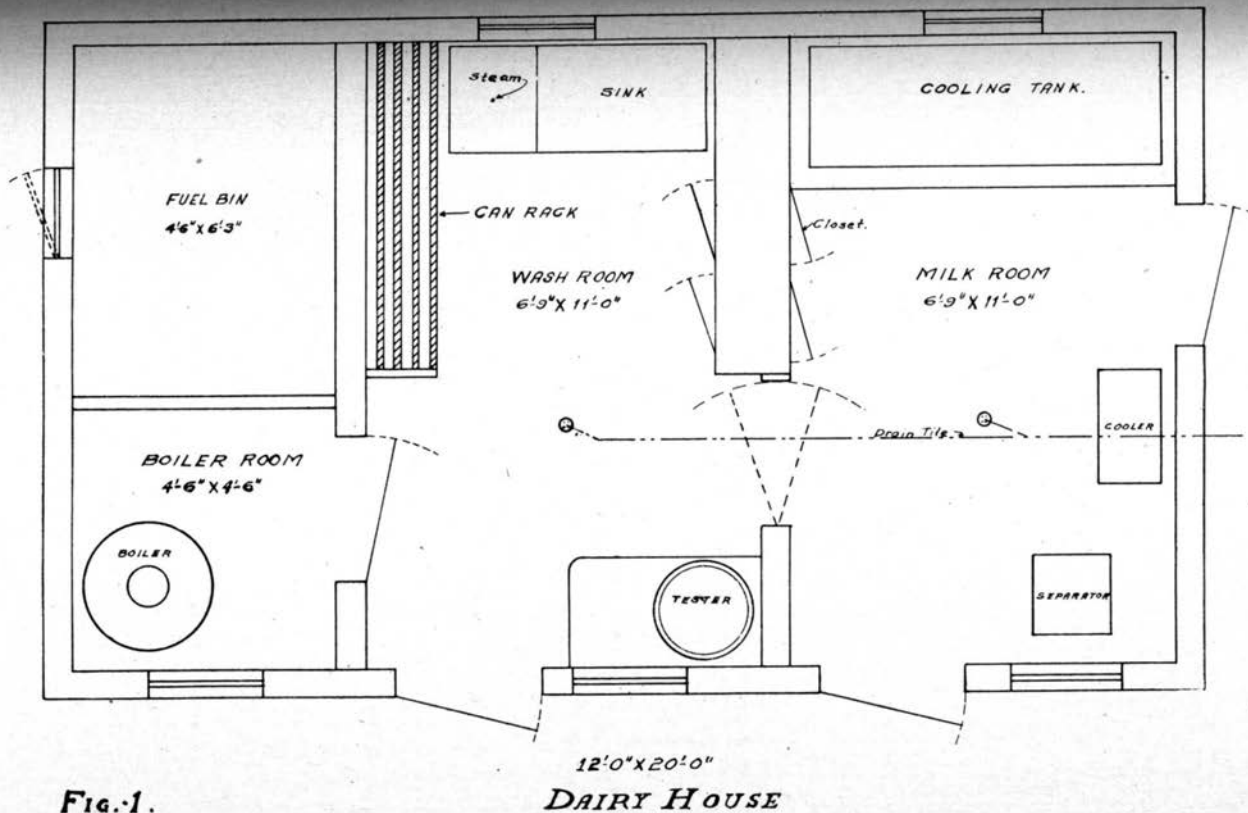 Steam
SINK
COOLING TANK.
FUEL BIN
4'6" X 6'3"
CAN RACK
Closet.
WASH ROOM
6'-9" X 11'-0"
MILK ROOM
6'-9" X 11'-0"
Drain Tile
COOLER
BOILER ROOM
4'-6" X 4'-6"
BOILER
TESTER
SEPARATOR
12'-0" X 20'-0"
FIG. 1.
DAIRY HOUSE